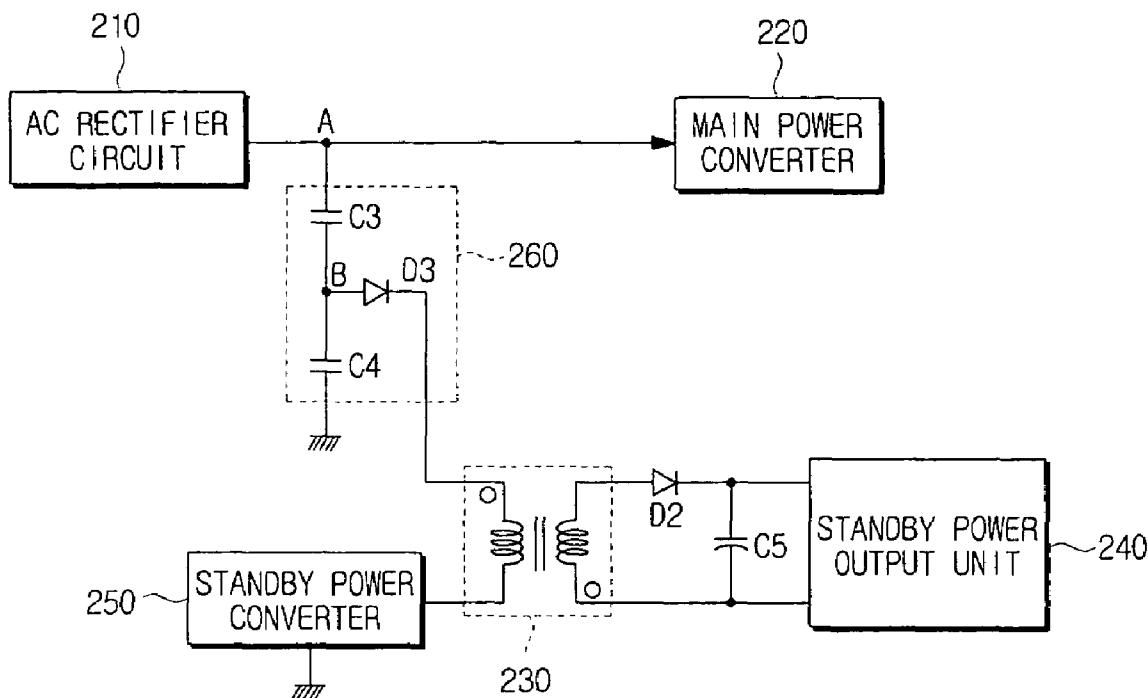 210
220
AC RECTIFIER
CIRCUIT
A
MAIN POWER
CONVERTER
C3
260
B
D3
C4
D2
C5
STANDBY POWER
OUTPUT UNIT
240
250
STANDBY POWER
CONVERTER
230